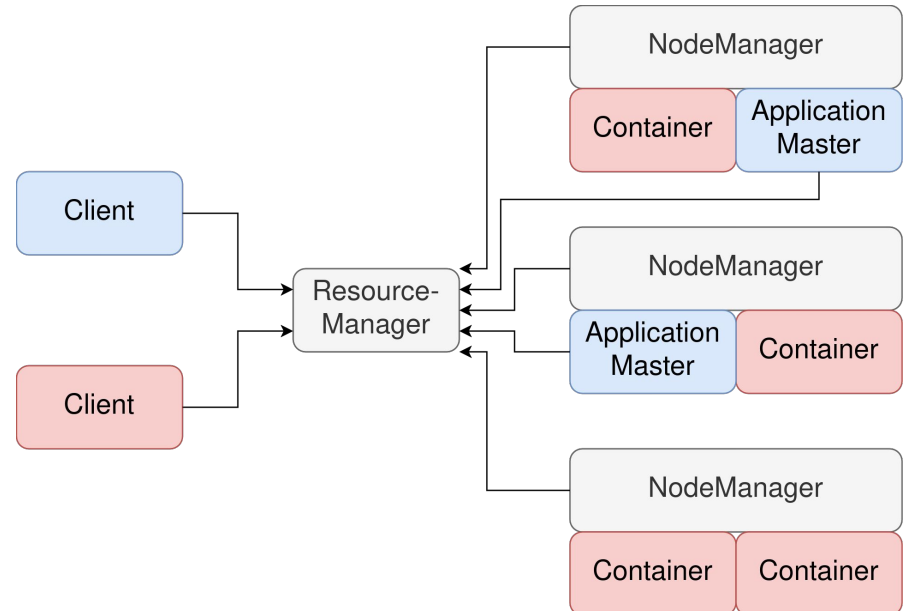 NodeManager
Container
Application
Master
Client
NodeManager
Resource-
Manager
Application
Master
Container
Client
NodeManager
Container
Container